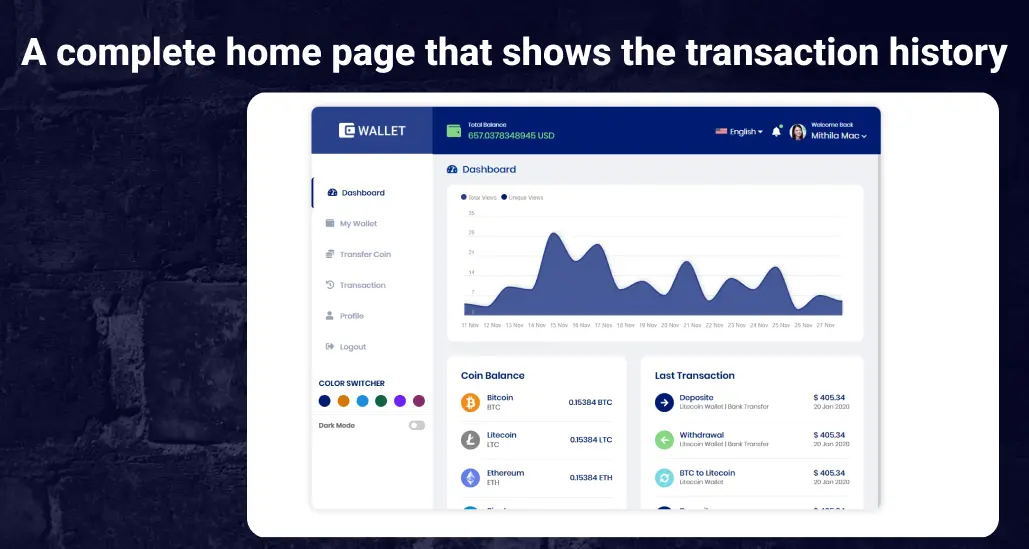 A complete home page that shows the transaction history
WALLET
Total Balance
657.0378348945 USD
English
Welcome Back
Mithila Mac
Dashboard
My Wallet
Transfer Coin
Transaction
Profile
Logout
COLOR SWITCHER
Dark Mode
Dashboard
Total Views
Unique Views
35
28
21
14
7
11 Nov 12 Nov 13 Nov 14 Nov 15 Nov 16 Nov 17 Nov 18 Nov 19 Nov 20 Nov 21 Nov 22 Nov 23 Nov 24 Nov 25 Nov 26 Nov 27 Nov
Coin Balance
Bitcoin
BTC
0.15384 BTC
Litecoin
LTC
0.15384 LTC
Ethereum
ETH
0.15384 ETH
Last Transaction
Deposite
Litecoin Wallet | Bank Transfer
$ 405.34
20 Jan 2020
Withdrawal
Litecoin Wallet | Bank Transfer
$ 405.34
20 Jan 2020
BTC to Litecoin
Litecoin Wallet
$ 405.34
20 Jan 2020